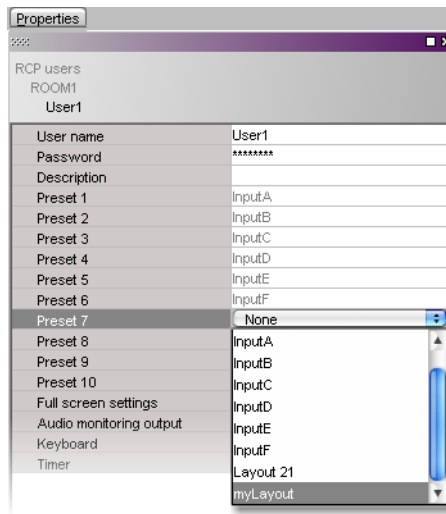 Properties
RCP users
ROOM1
User1
User name User1
Password ********
Description
Preset 1 InputA
Preset 2 InputB
Preset 3 InputC
Preset 4 InputD
Preset 5 InputE
Preset 6 InputF
Preset 7 None
Preset 8 InputA
Preset 9 InputB
Preset 10 InputC
Full screen settings InputD
Audio monitoring output InputE
Keyboard InputF
Timer Layout 21
myLayout